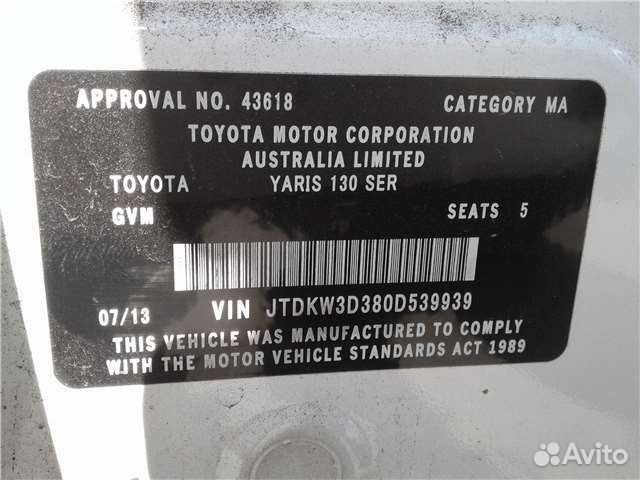 APPROVAL NO. 43618 CATEGORY MA
TOYOTA MOTOR CORPORATION
AUSTRALIA LIMITED
TOYOTA YARIS 130 SER
GVM SEATS 5
07/13 VIN JTDKW3D380D539939
THIS VEHICLE WAS MANUFACTURED TO COMPLY
WITH THE MOTOR VEHICLE STANDARDS ACT 1989
Avito